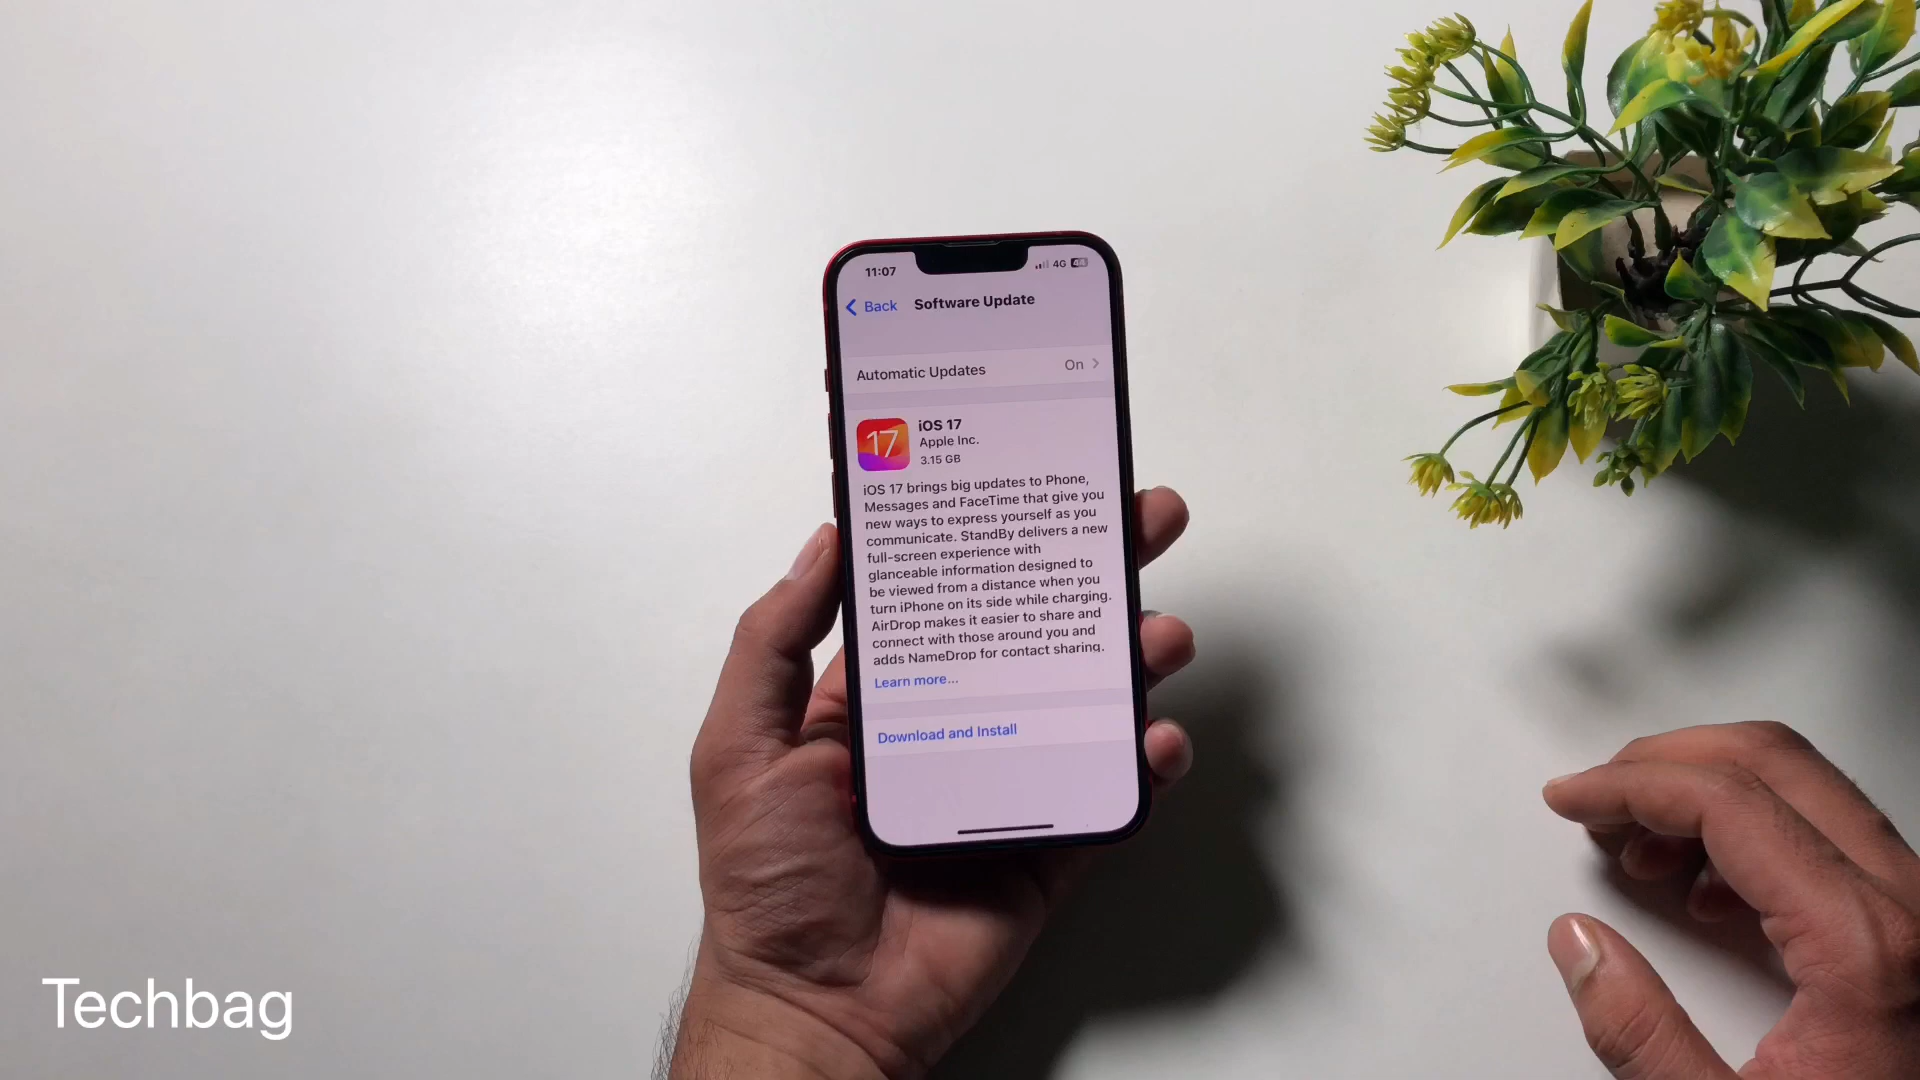 11:07
4G 44
Back
Software Update
Automatic Updates
On
17
iOS 17
Apple Inc.
3.15 GB
iOS 17 brings big updates to Phone,
Messages and FaceTime that give you
new ways to express yourself as you
communicate. StandBy delivers a new
full-screen experience with
glanceable information designed to
be viewed from a distance when you
turn iPhone on its side while charging.
AirDrop makes it easier to share and
connect with those around you and
adds NameDrop for contact sharing.
Learn more...
Download and Install
Techbag